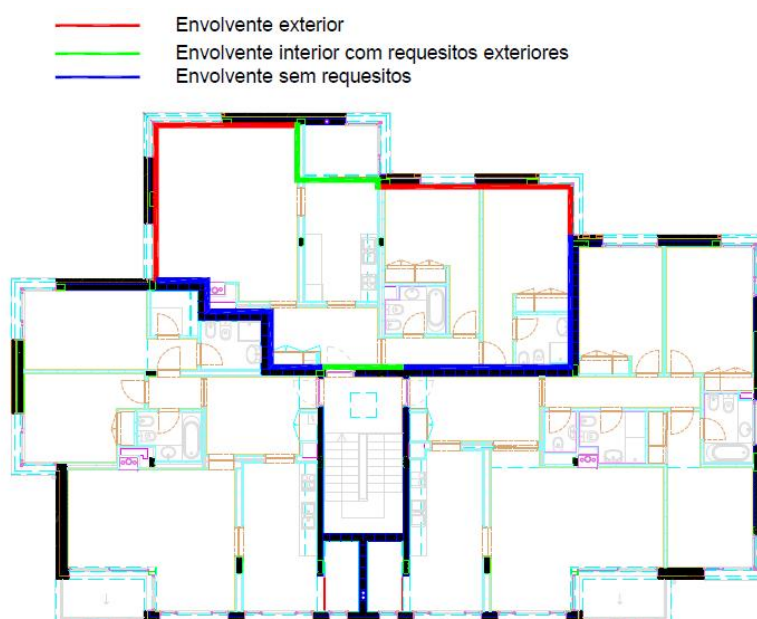 Envolvente exterior
Envolvente interior com requesitos exteriores
Envolvente sem requesitos